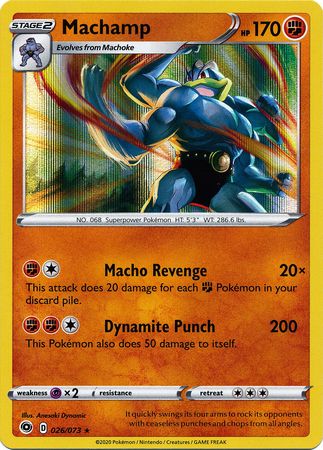 STAGE2 Machamp HP 170
Evolves from Machoke
NO. 068 Superpower Pokémon HT: 5'3" WT: 286.6 lbs.
Macho Revenge 20×
This attack does 20 damage for each Pokémon in your
discard pile.
Dynamite Punch 200
This Pokémon also does 50 damage to itself.
weakness ×2 resistance retreat
Illus. Anesaki Dynamic
D 026/073 ★
It quickly swings its four arms to rock its opponents
with ceaseless punches and chops from all angles.
©2020 Pokémon / Nintendo / Creatures / GAME FREAK